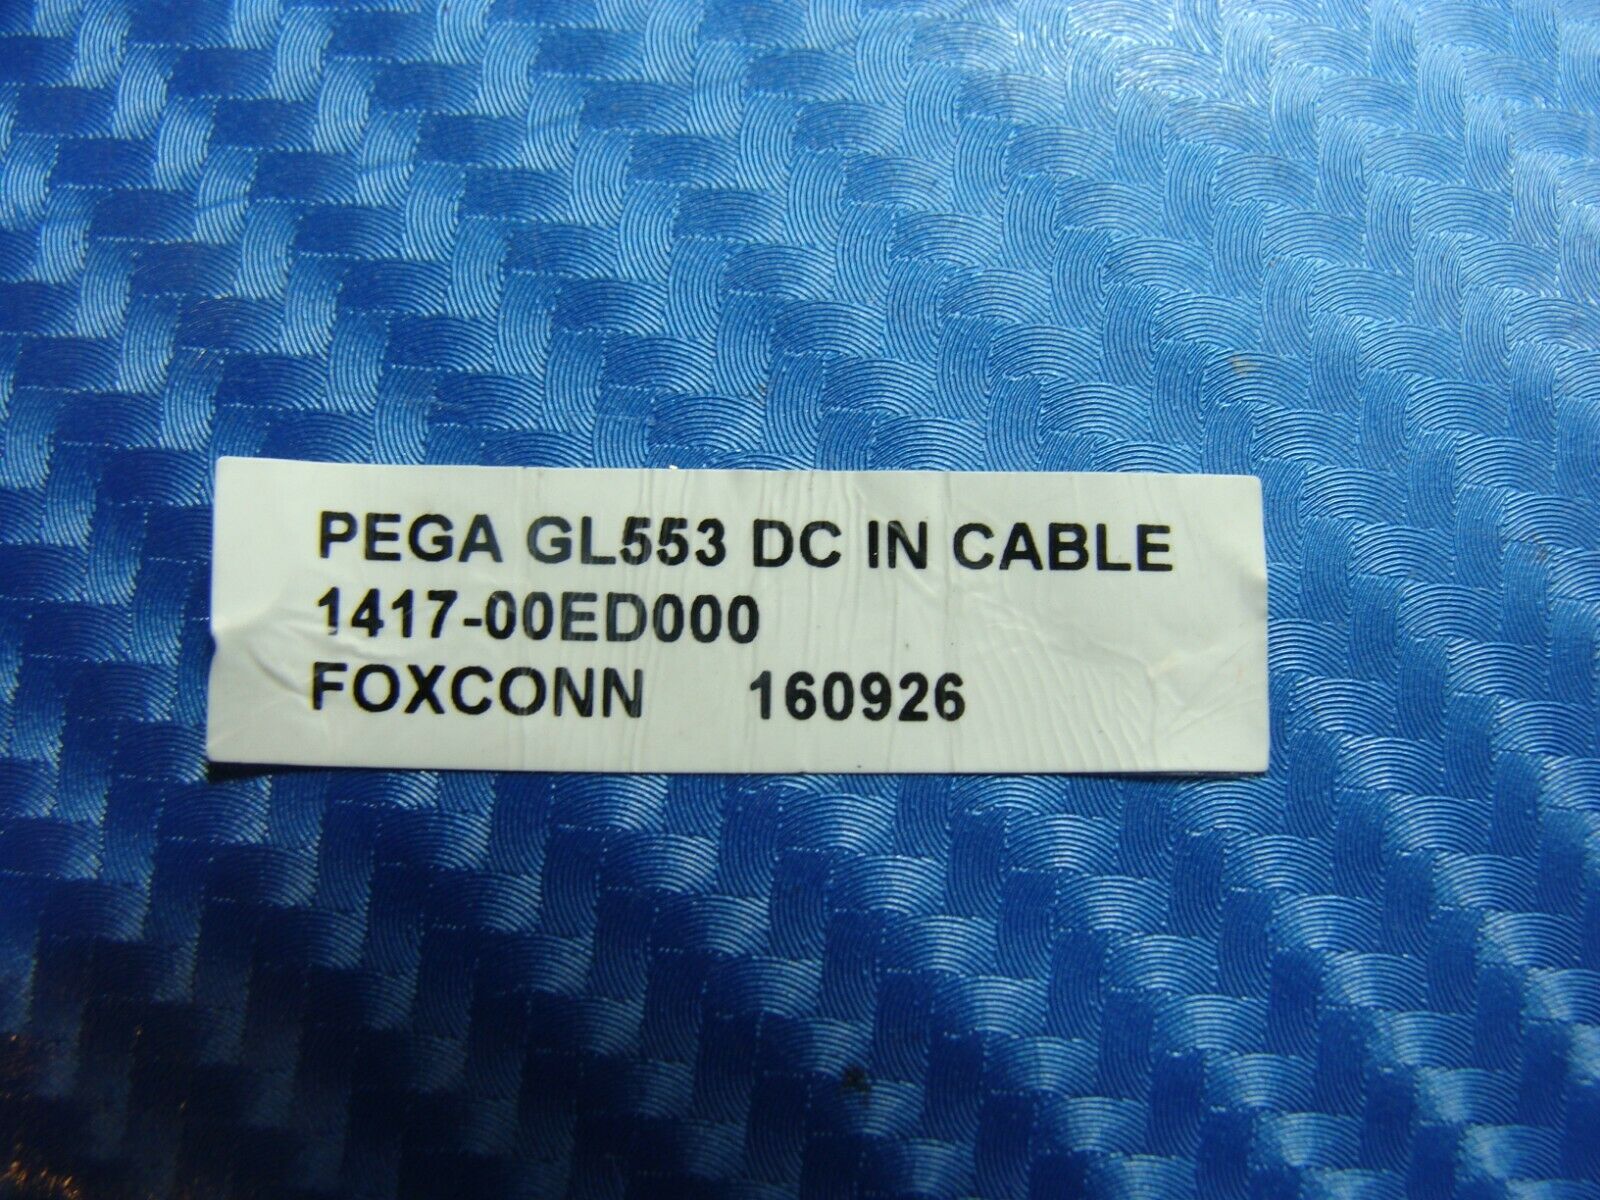 PEGA GL553 DC IN CABLE
1417-00ED000
FOXCONN 160926